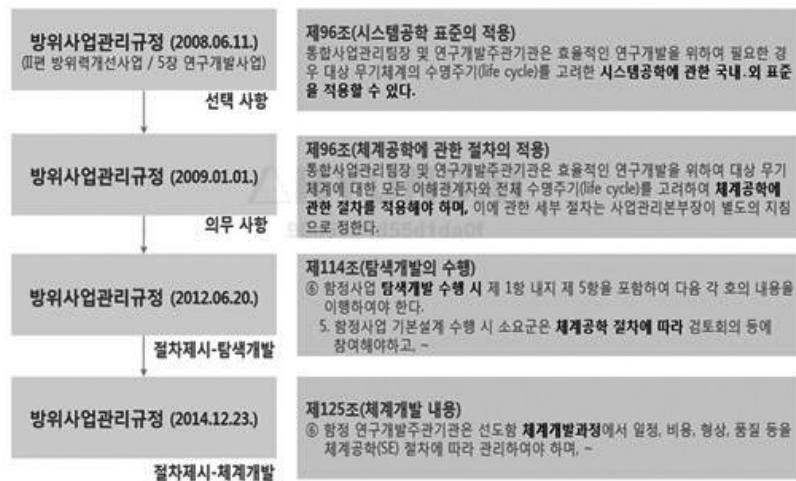 방위사업관리규정 (2008.06.11.)
(II편 방위력개선사업 / 5장 연구개발사업)
선택 사항
제96조(시스템공학 표준의 적용)
통합사업관리팀장 및 연구개발주관기관은 효율적인 연구개발을 위하여 필요한 경
우 대상 무기체계의 수명주기(life cycle)를 고려한 시스템공학에 관한 국내.외 표준
을 적용할 수 있다.
방위사업관리규정 (2009.01.01.)
의무 사항
제96조(체계공학에 관한 절차의 적용)
통합사업관리팀장 및 연구개발주관기관은 효율적인 연구개발을 위하여 대상 무기
체계에 대한 모든 이해관계자와 전체 수명주기(life cycle)를 고려하여 체계공학에
관한 절차를 적용해야 하며, 이에 관한 세부 절차는 사업관리본부장이 별도의 지침
으로 정한다.
방위사업관리규정 (2012.06.20.)
절차제시-탐색개발
제114조(탐색개발의 수행)
⑥ 함정사업 탐색개발 수행 시 제 1항 내지 제 5항을 포함하여 다음 각 호의 내용을
이행하여야 한다.
5. 함정사업 기본설계 수행 시 소요군은 체계공학 절차에 따라 검토회의 등에
참여해야하고, ~
방위사업관리규정 (2014.12.23.)
절차제시-체계개발
제125조(체계개발 내용)
⑥ 함정 연구개발주관기관은 선도함 체계개발과정에서 일정, 비용, 형상, 품질 등을
체계공학(SE) 절차에 따라 관리하여야 하며, ~